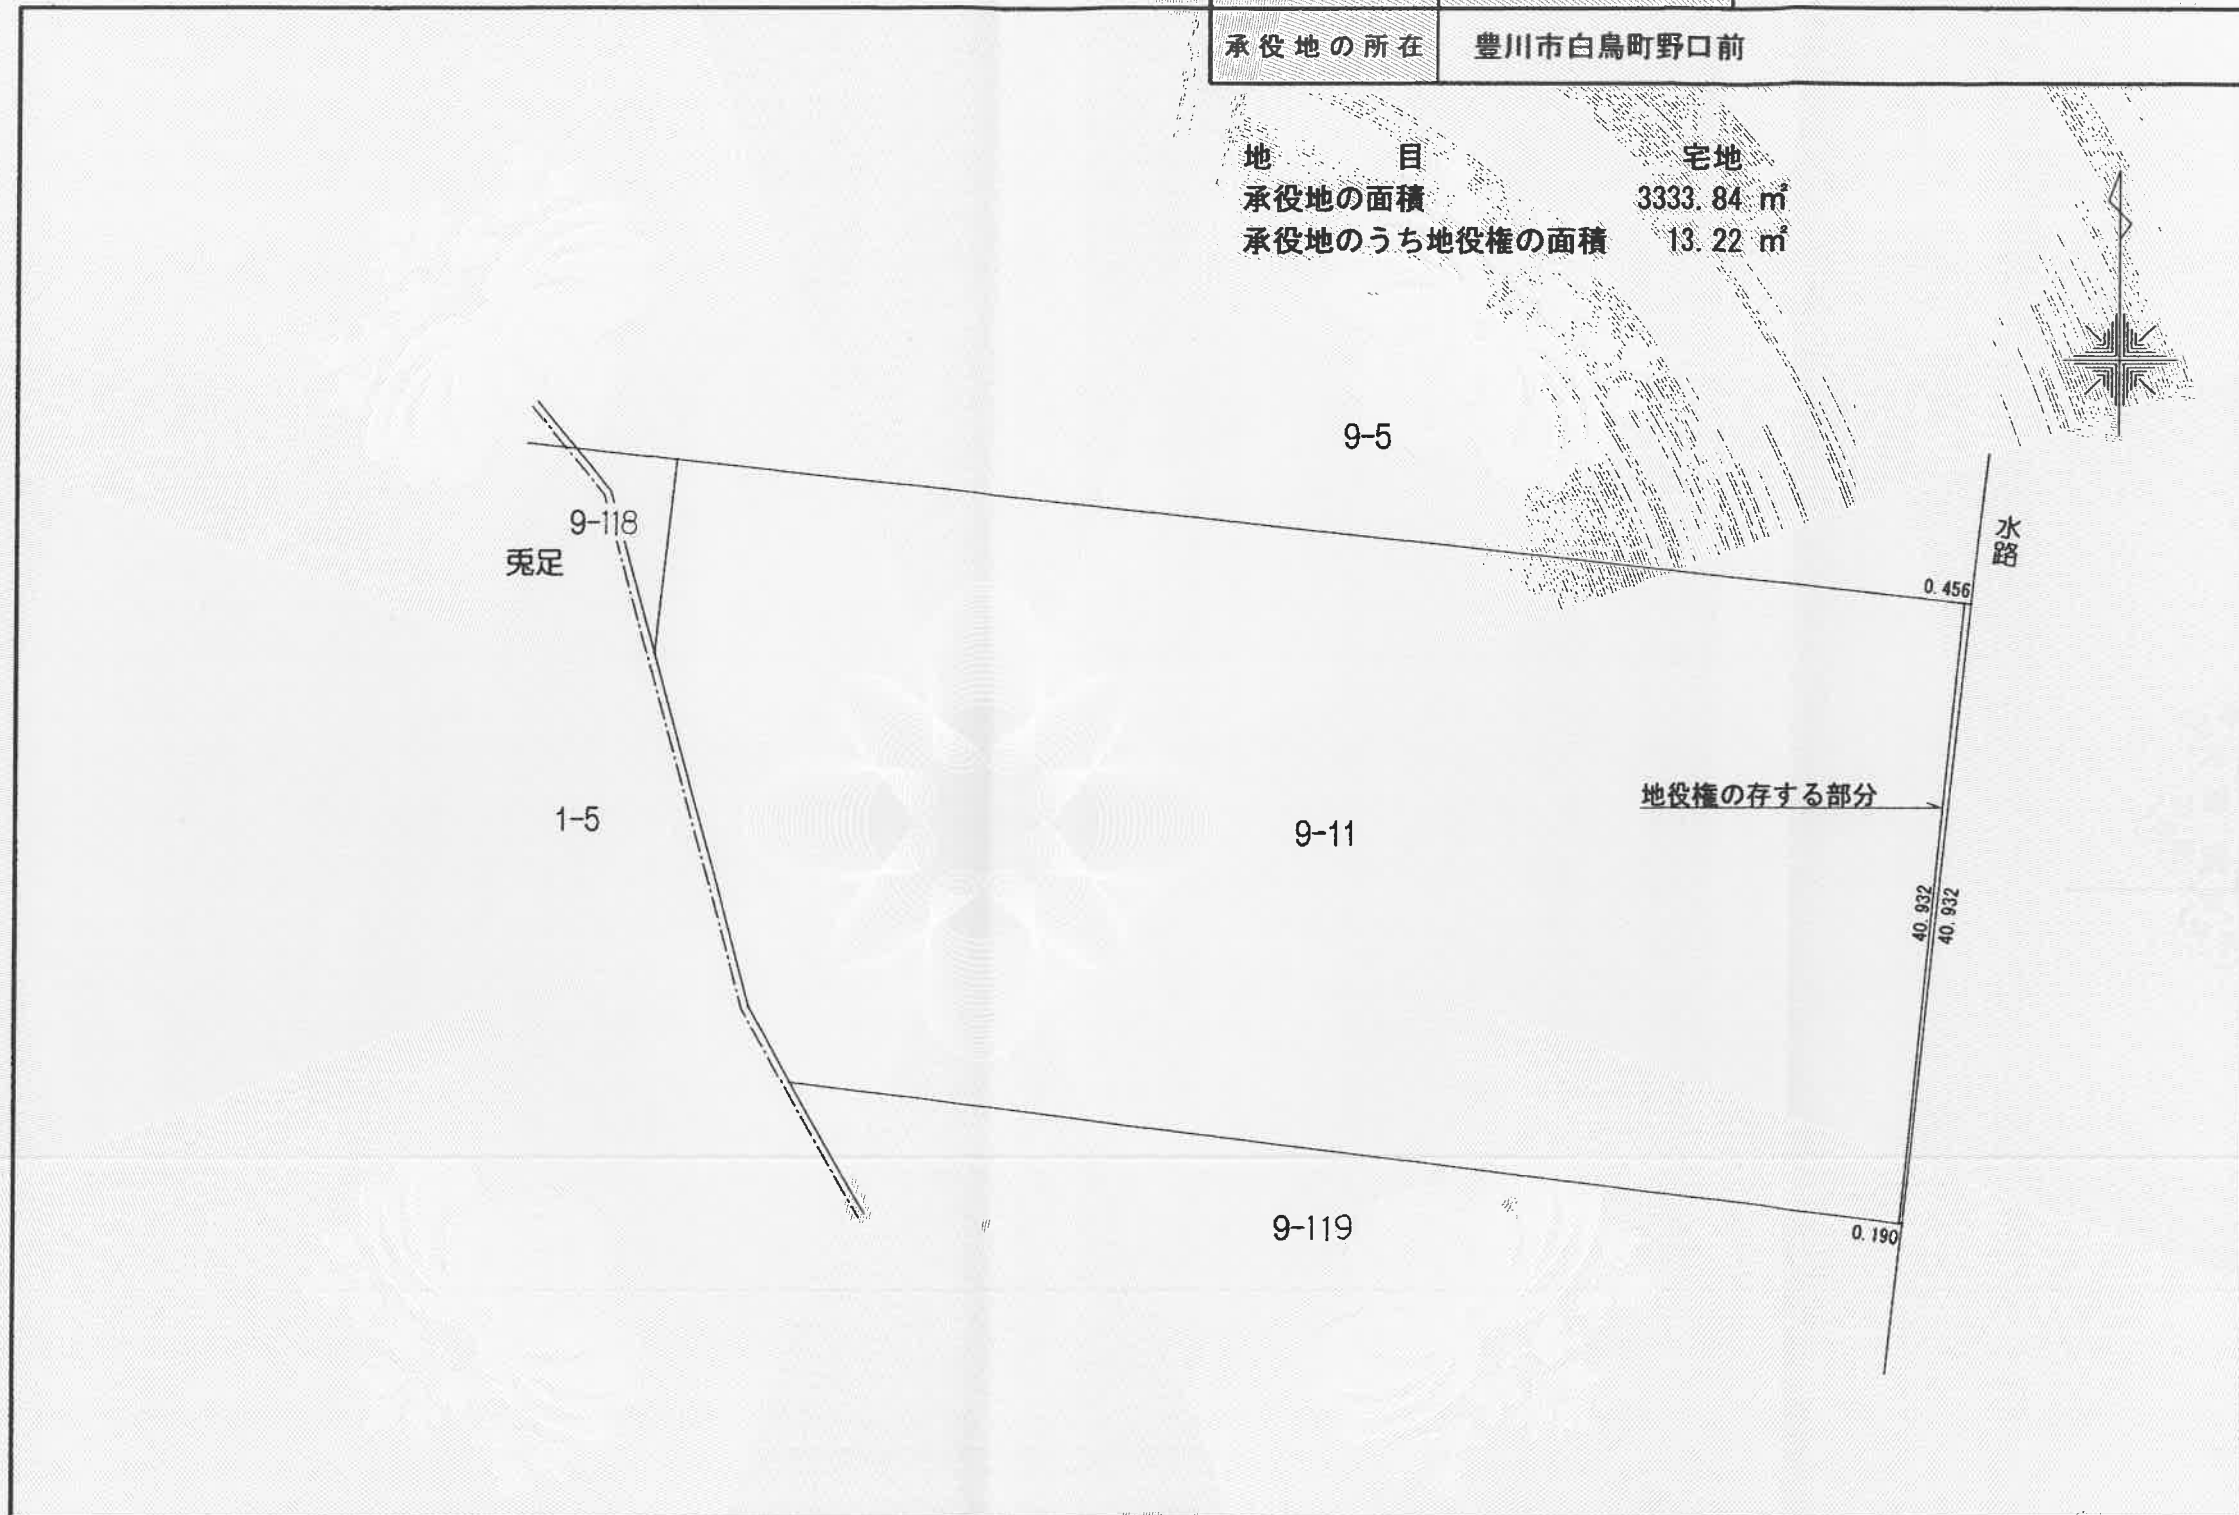 承役地の所在 豊川市白鳥町野口前
地目 宅地
承役地の面積 3333.84 ㎡
承役地のうち地役権の面積 13.22 ㎡
9-5
9-118
兎足
水路
0.456
地役権の存する部分
1-5
9-11
40.932
40.932
9-119
0.190